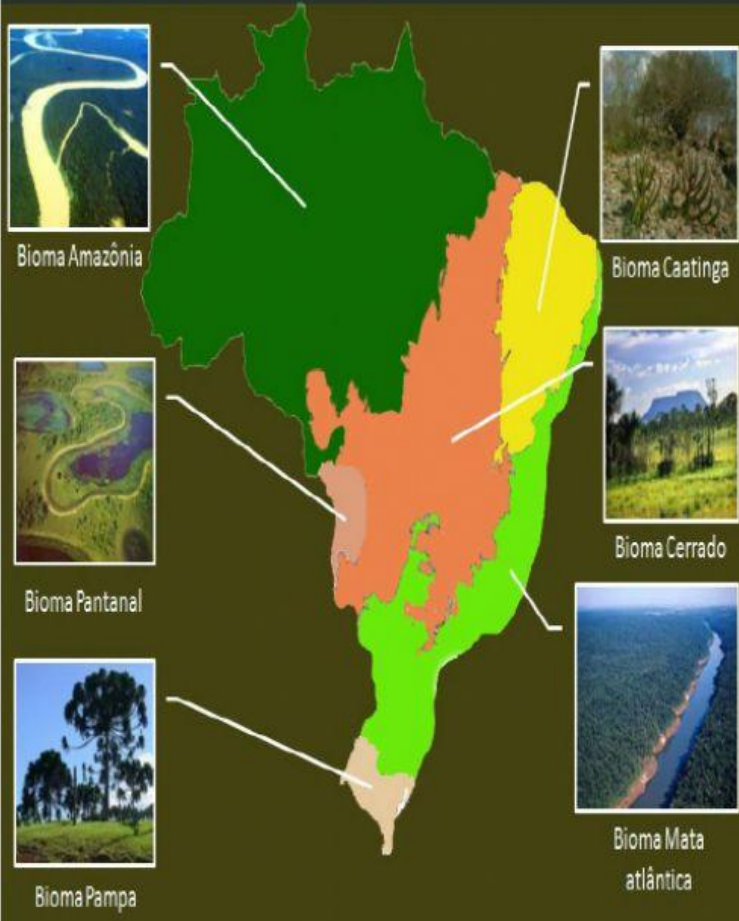 Bioma Amazônia
Bioma Caatinga
Bioma Cerrado
Bioma Pantanal
Bioma Mata
atlântica
Bioma Pampa